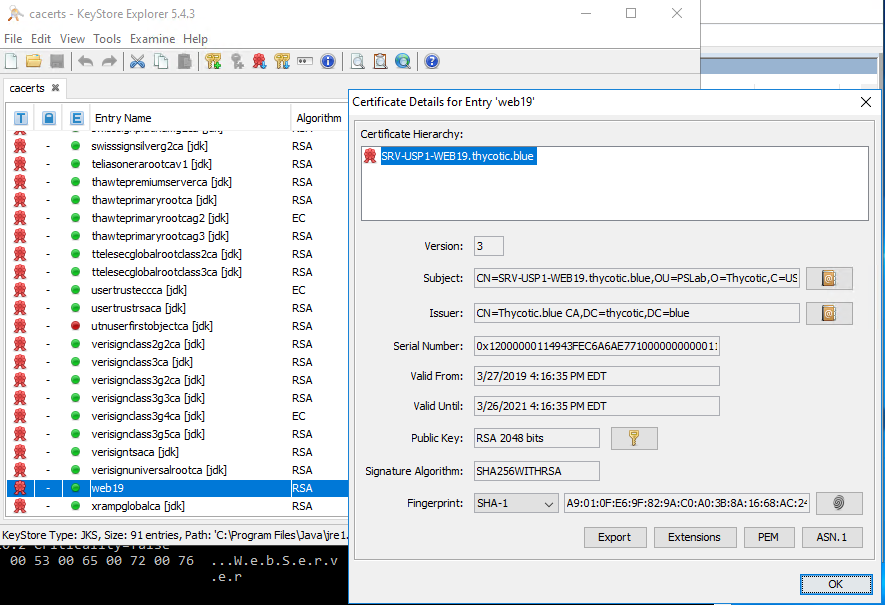 cacerts - KeyStore Explorer 5.4.3
File Edit View Tools Examine Help
cacerts
T E Entry Name Algorithm
swisssignsilverg2ca [jdk] RSA
teliasonerarootcav1 [jdk] RSA
thawtepremiumserverca [jdk] RSA
thawteprimaryrootca [jdk] RSA
thawteprimaryrootcag2 [jdk] EC
thawteprimaryrootcag3 [jdk] RSA
ttelesecglobalrootclass2ca [jdk] RSA
ttelesecglobalrootclass3ca [jdk] RSA
usertrusteccca [jdk] EC
usertrustrsaca [jdk] RSA
utnuserfirstobjectca [jdk] RSA
verisignclass2g2ca [jdk] RSA
verisignclass3ca [jdk] RSA
verisignclass3g2ca [jdk] RSA
verisignclass3g3ca [jdk] RSA
verisignclass3g4ca [jdk] EC
verisignclass3g5ca [jdk] RSA
verisigntsaca [jdk] RSA
verisignuniversalrootca [jdk] RSA
web19 RSA
xrampglobalca [jdk] RSA
KeyStore Type: JKS, Size: 91 entries, Path: 'C:\Program Files\Java\jre1.
00 53 00 65 00 72 00 76 ...W.e.b.S.e.r.v
.e.r
Certificate Details for Entry 'web19'
Certificate Hierarchy:
SRV-USP1-WEB19.thycotic.blue
Version: 3
Subject: CN=SRV-USP1-WEB19.thycotic.blue,OU=PSLab,O=Thycotic,C=US
Issuer: CN=Thycotic.blue CA,DC=thycotic,DC=blue
Serial Number: 0x12000000114943FEC6A6AE771000000000011
Valid From: 3/27/2019 4:16:35 PM EDT
Valid Until: 3/26/2021 4:16:35 PM EDT
Public Key: RSA 2048 bits
Signature Algorithm: SHA256WITHRSA
Fingerprint: SHA-1 A9:01:0F:E6:9F:82:9A:C0:A0:3B:8A:16:68:AC:24
Export Extensions PEM ASN.1
OK